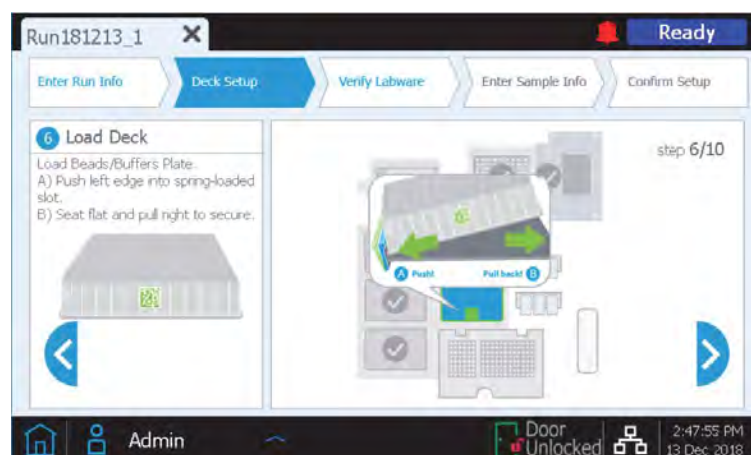 Run181213_1
Ready
Enter Run Info
Deck Setup
Verify Labware
Enter Sample Info
Confirm Setup
6 Load Deck
Load Beads/Buffers Plate.
A) Push left edge into spring-loaded
slot.
B) Seat flat and pull right to secure.
step 6/10
A Push!
Pull back! B
Admin
Door
Unlocked
2:47:55 PM
13 Dec 2018